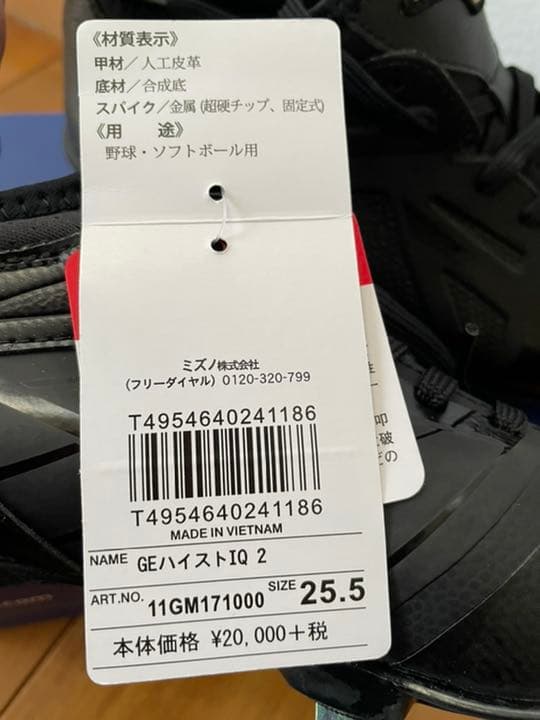 《材質表示》
甲材／人工皮革
底材／合成底
スパイク／金属(超硬チップ、固定式)
《用　途》
野球・ソフトボール用
ミズノ株式会社
(フリーダイヤル) 0120-320-799
T4954640241186
T4954640241186
MADE IN VIETNAM
NAME GEハイストIQ 2
ART.NO. 11GM171000 SIZE 25.5
本体価格 ¥20,000+税
叩
破
の